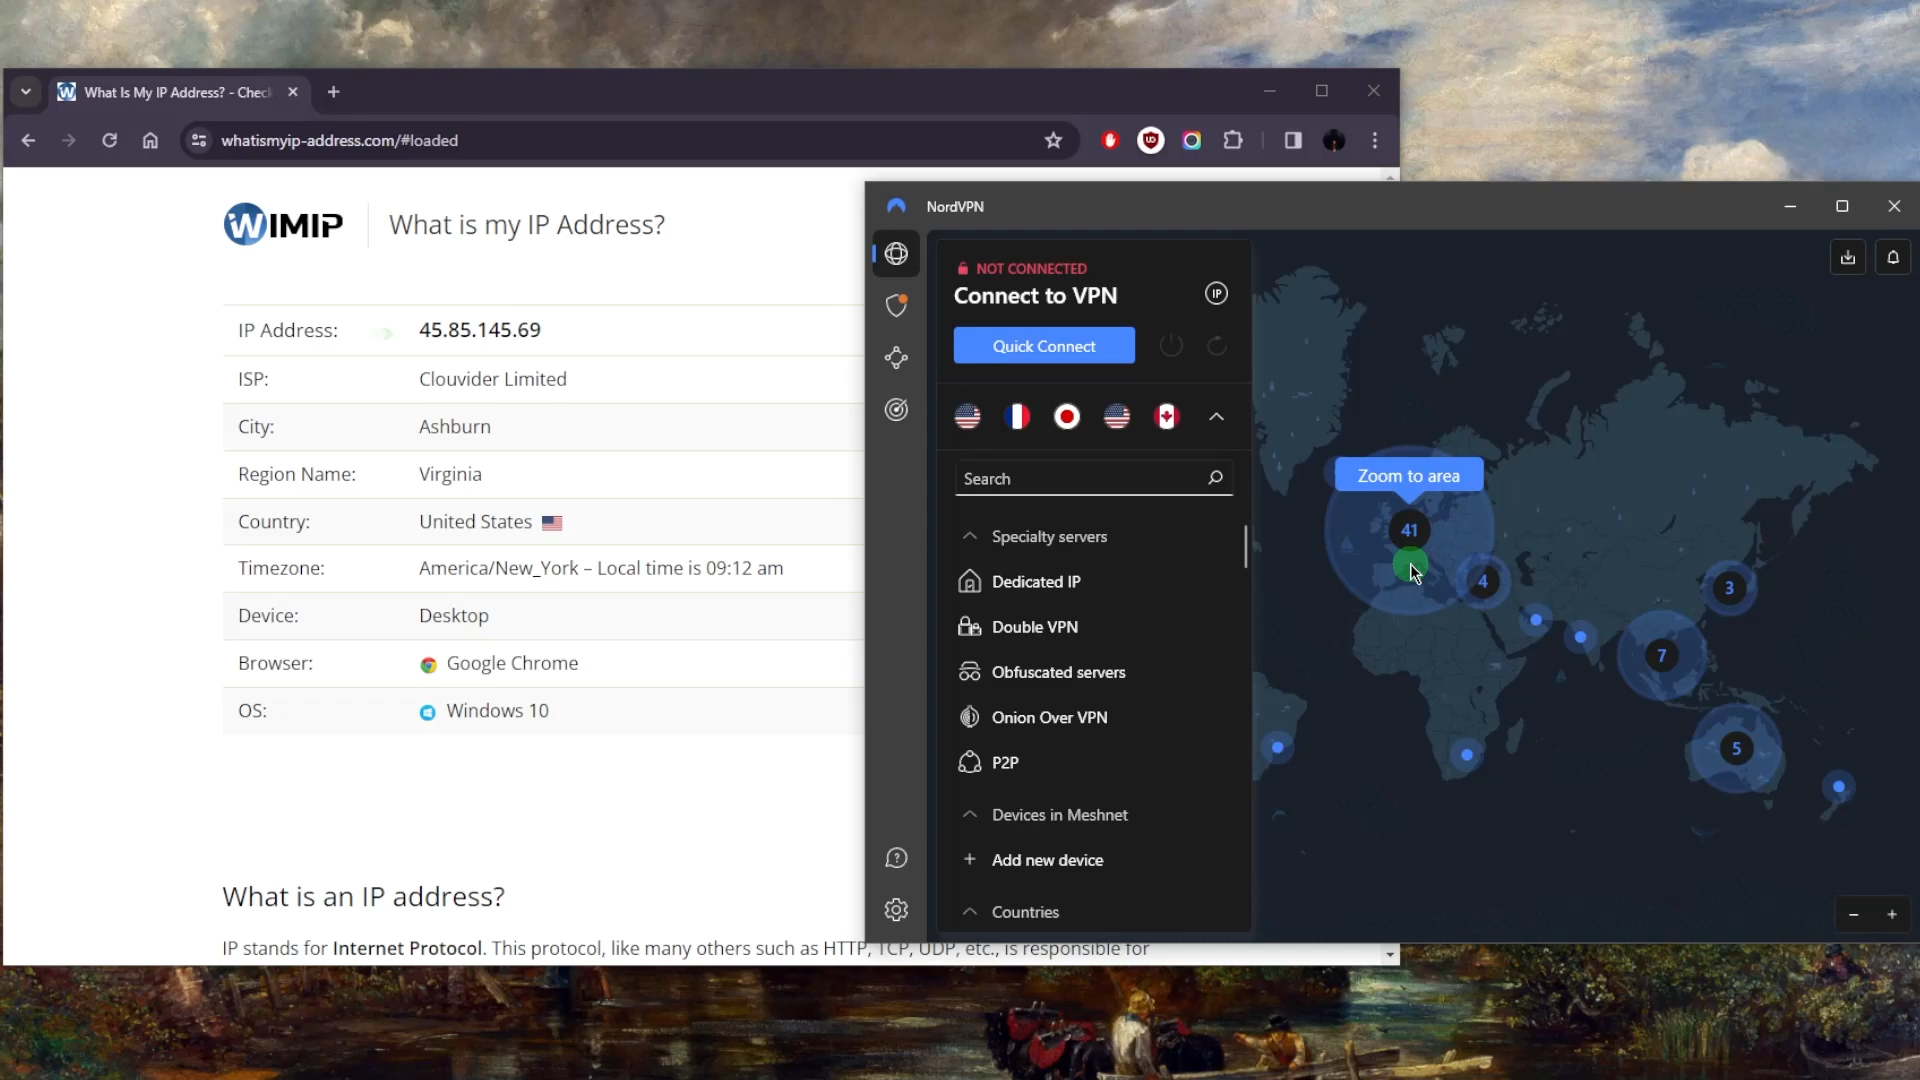 What Is My IP Address? - Chec
whatismyip-address.com/#loaded
WIMIP
What is my IP Address?
IP Address: 45.85.145.69
ISP: Clouvider Limited
City: Ashburn
Region Name: Virginia
Country: United States
Timezone: America/New_York – Local time is 09:12 am
Device: Desktop
Browser: Google Chrome
OS: Windows 10
What is an IP address?
IP stands for Internet Protocol. This protocol, like many others such as HTTP, TCP, UDP, etc., is responsible for
NordVPN
NOT CONNECTED
Connect to VPN
IP
Quick Connect
Search
Specialty servers
Dedicated IP
Double VPN
Obfuscated servers
Onion Over VPN
P2P
Devices in Meshnet
+ Add new device
Countries
Zoom to area
41
4
3
7
5